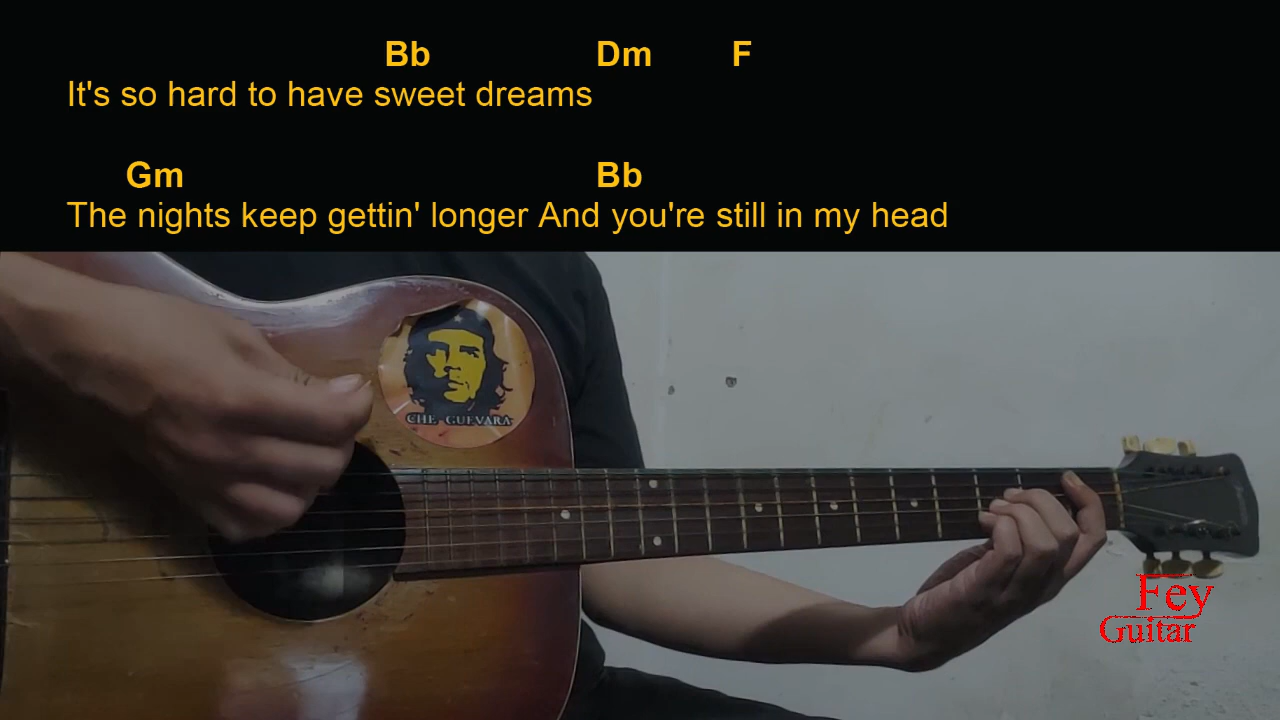 Bb Dm F
It's so hard to have sweet dreams
Gm Bb
The nights keep gettin' longer And you're still in my head
CHE GUEVARA
Fey
Guitar